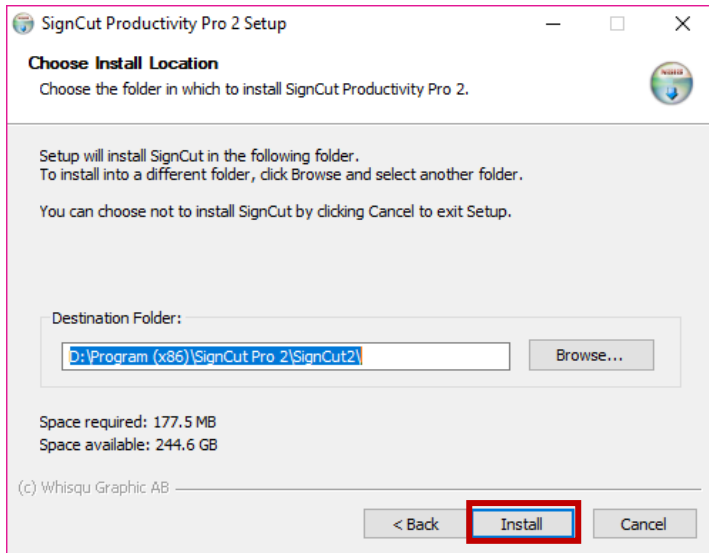 SignCut Productivity Pro 2 Setup
Choose Install Location
Choose the folder in which to install SignCut Productivity Pro 2.
Setup will install SignCut in the following folder.
To install into a different folder, click Browse and select another folder.
You can choose not to install SignCut by clicking Cancel to exit Setup.
Destination Folder:
D:\Program (x86)\SignCut Pro 2\SignCut2\
Browse...
Space required: 177.5 MB
Space available: 244.6 GB
(c) Whisqu Graphic AB
< Back Install Cancel